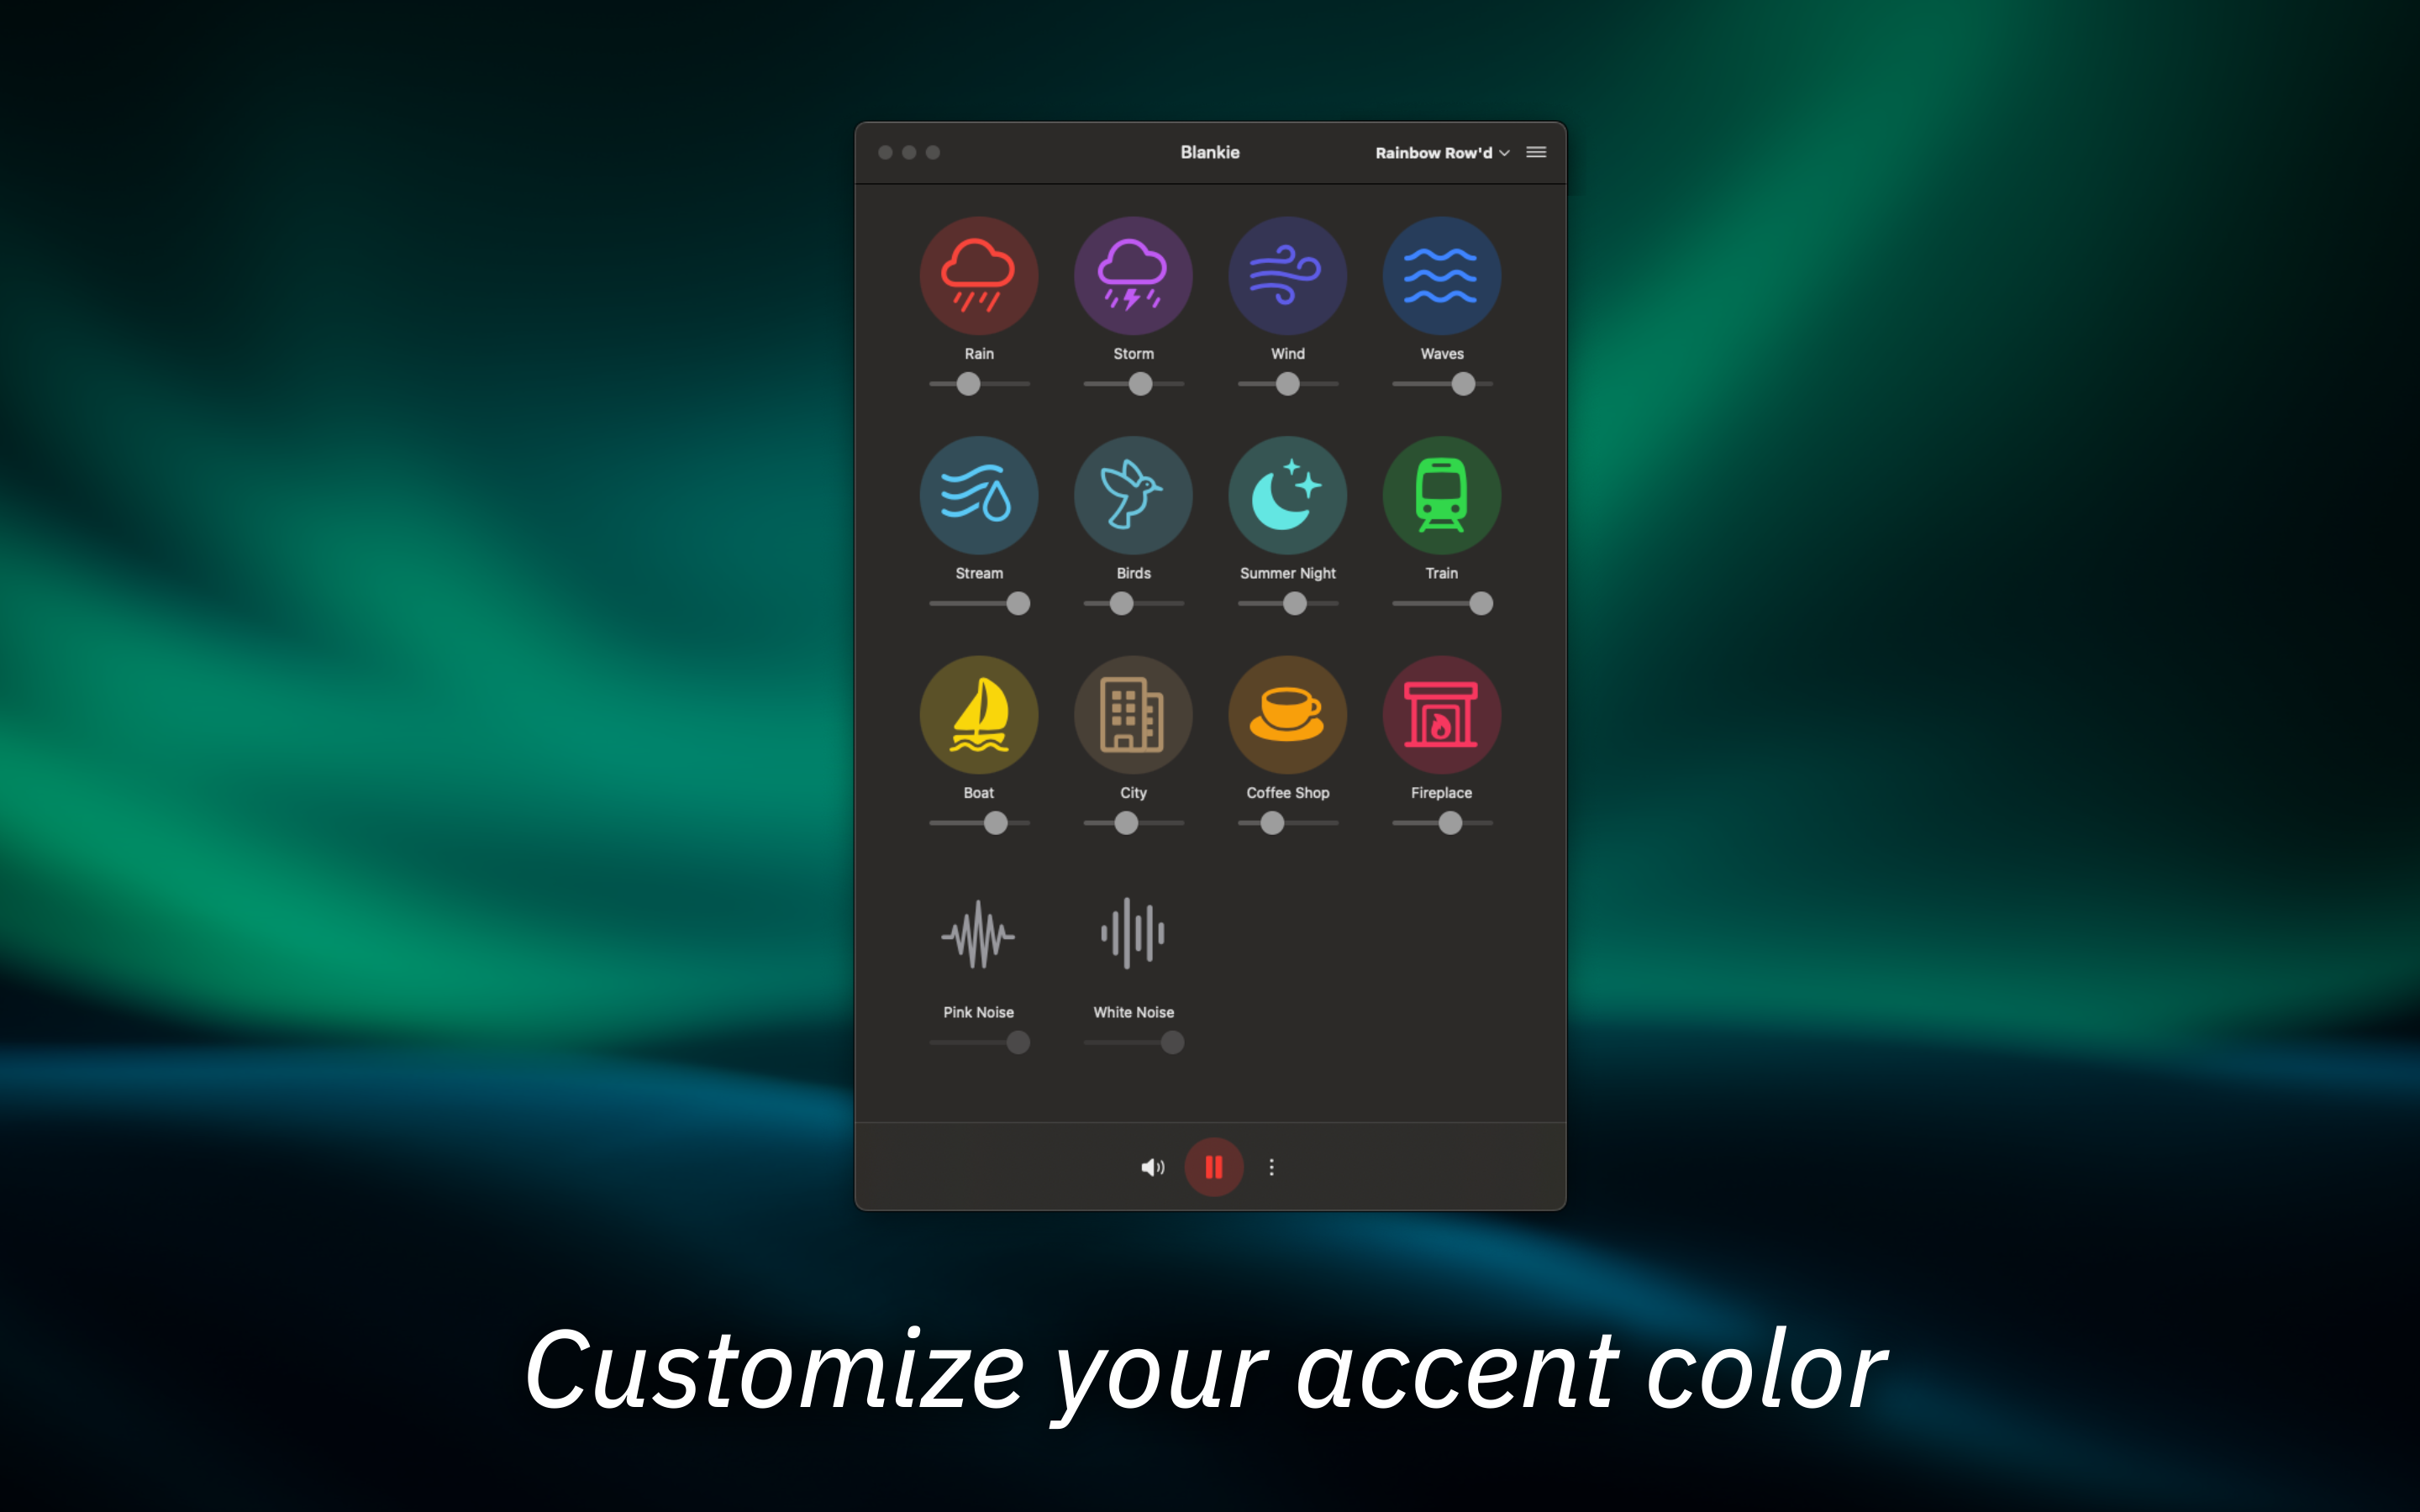 Blankie
Rainbow Row'd
Rain
Storm
Wind
Waves
Stream
Birds
Summer Night
Train
Boat
City
Coffee Shop
Fireplace
Pink Noise
White Noise
Customize your accent color